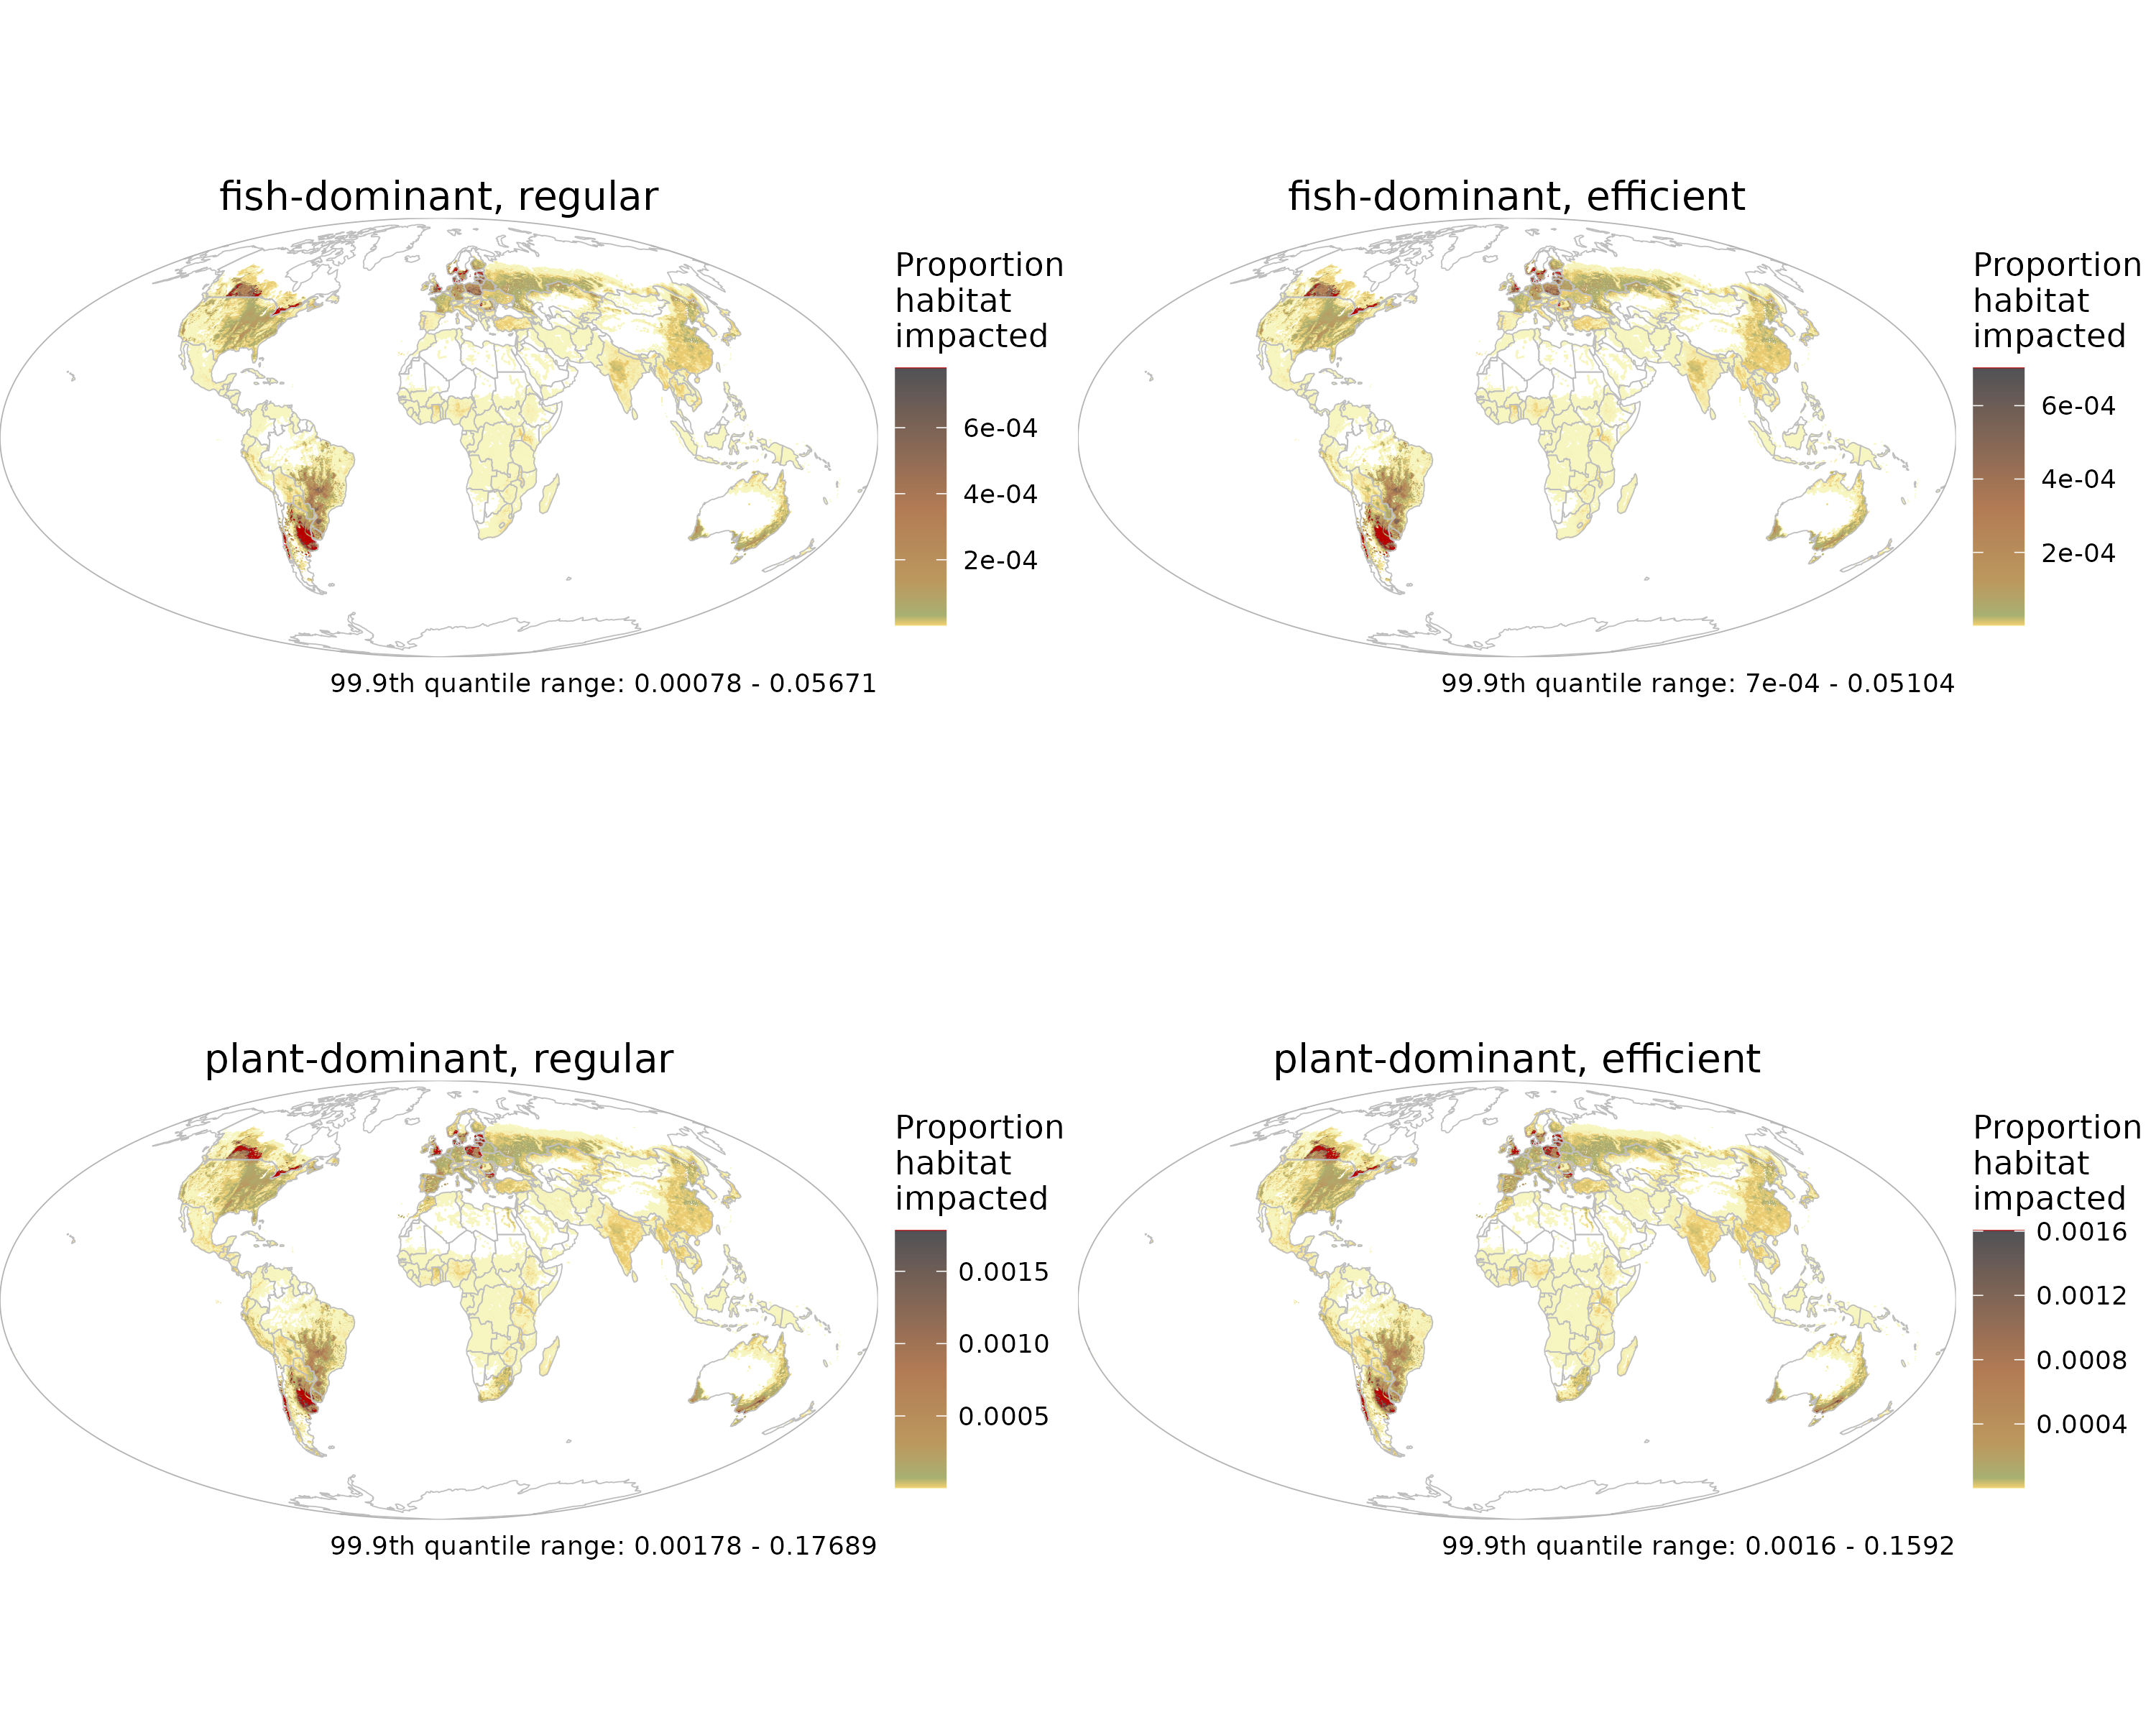 fish-dominant, regular
Proportion
habitat
impacted
6e-04
4e-04
2e-04
99.9th quantile range: 0.00078 - 0.05671
fish-dominant, efficient
Proportion
habitat
impacted
6e-04
4e-04
2e-04
99.9th quantile range: 7e-04 - 0.05104
plant-dominant, regular
Proportion
habitat
impacted
0.0015
0.0010
0.0005
99.9th quantile range: 0.00178 - 0.17689
plant-dominant, efficient
Proportion
habitat
impacted
0.0016
0.0012
0.0008
0.0004
99.9th quantile range: 0.0016 - 0.1592